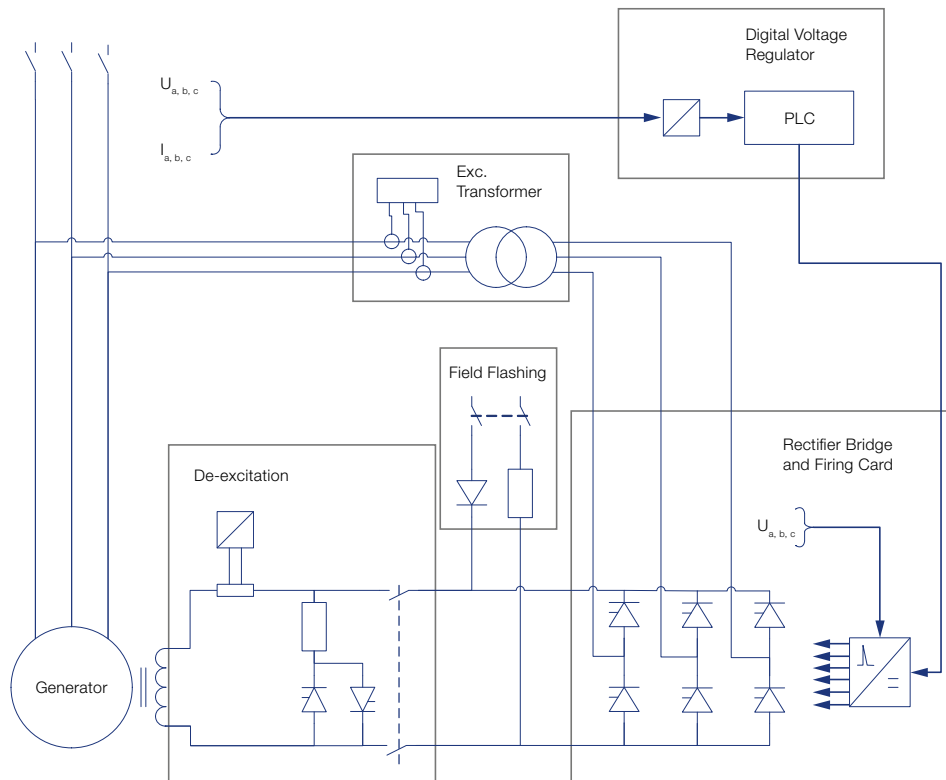 Digital Voltage
Regulator
U a, b, c
PLC
I a, b, c
Exc.
Transformer
Field Flashing
Rectifier Bridge
and Firing Card
De-excitation
U a, b, c
Generator